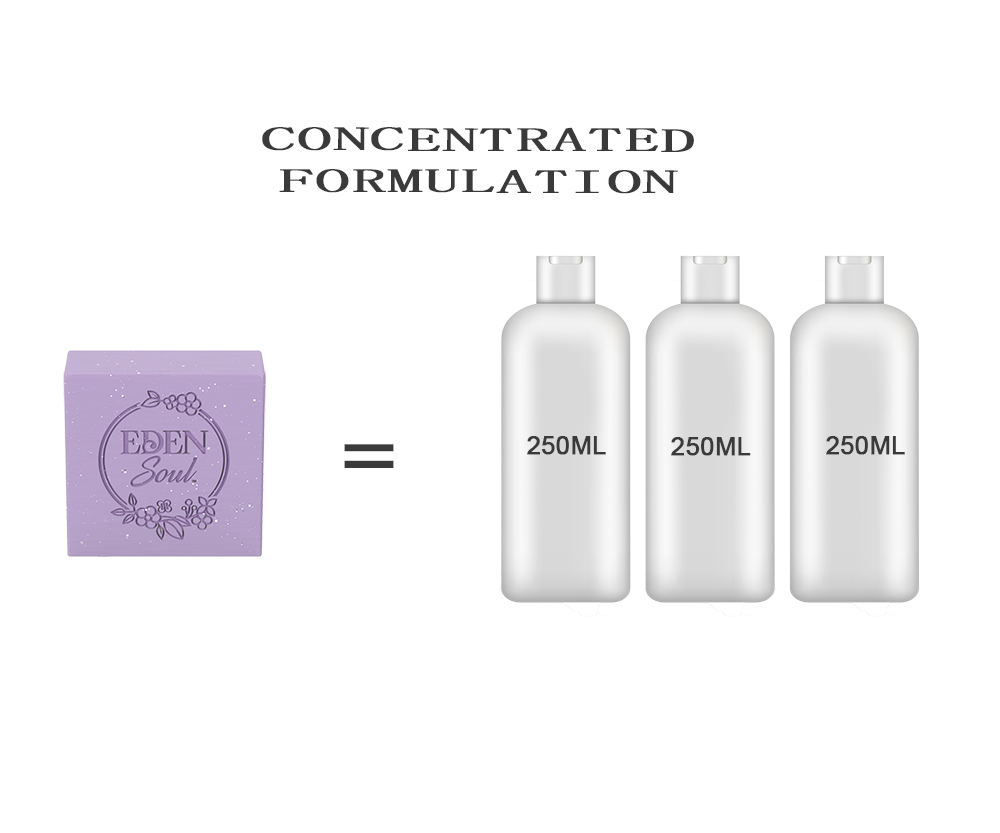 CONCENTRATED
FORMULATION
EDEN
Soul
=
250ML
250ML
250ML